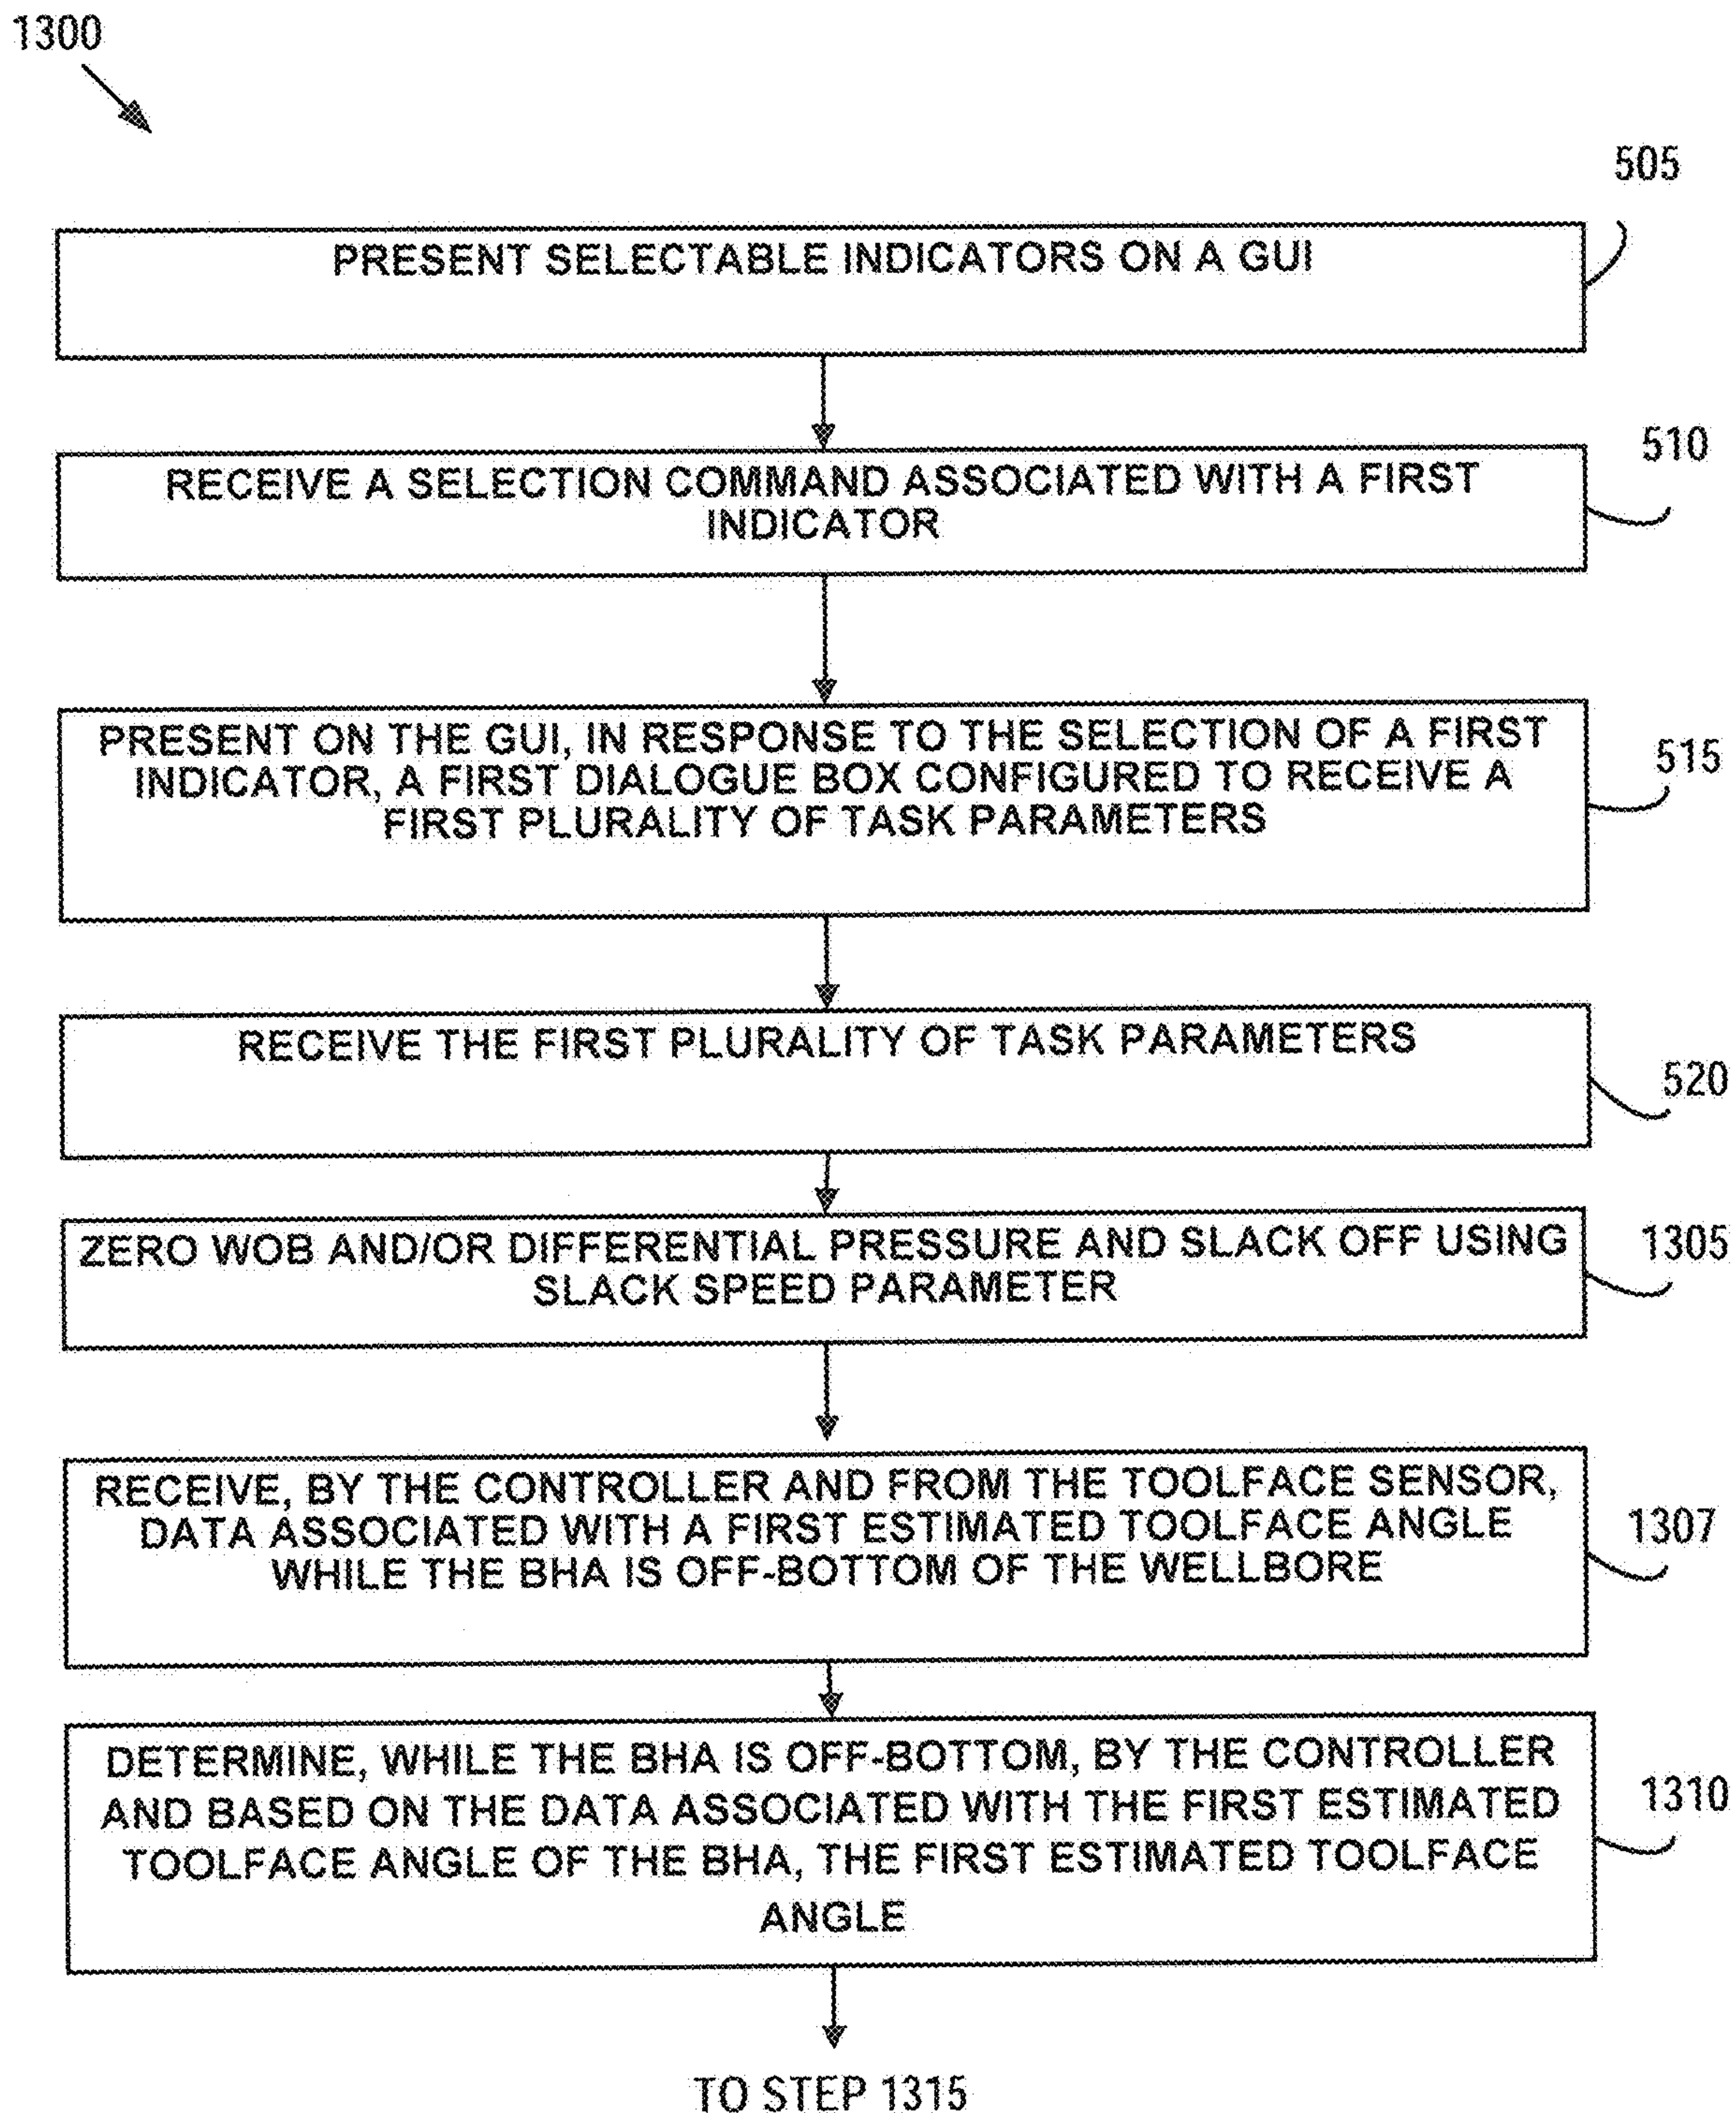 1300
505
PRESENT SELECTABLE INDICATORS ON A GUI
510
RECEIVE A SELECTION COMMAND ASSOCIATED WITH A FIRST
INDICATOR
PRESENT ON THE GUI, IN RESPONSE TO THE SELECTION OF A FIRST
INDICATOR, A FIRST DIALOGUE BOX CONFIGURED TO RECEIVE A
FIRST PLURALITY OF TASK PARAMETERS
515
RECEIVE THE FIRST PLURALITY OF TASK PARAMETERS
520
ZERO WOB AND/OR DIFFERENTIAL PRESSURE AND SLACK OFF USING
SLACK SPEED PARAMETER
1305
RECEIVE, BY THE CONTROLLER AND FROM THE TOOLFACE SENSOR,
DATA ASSOCIATED WITH A FIRST ESTIMATED TOOLFACE ANGLE
WHILE THE BHA IS OFF-BOTTOM OF THE WELLBORE
1307
DETERMINE, WHILE THE BHA IS OFF-BOTTOM, BY THE CONTROLLER
AND BASED ON THE DATA ASSOCIATED WITH THE FIRST ESTIMATED
TOOLFACE ANGLE OF THE BHA, THE FIRST ESTIMATED TOOLFACE
ANGLE
1310
TO STEP 1315